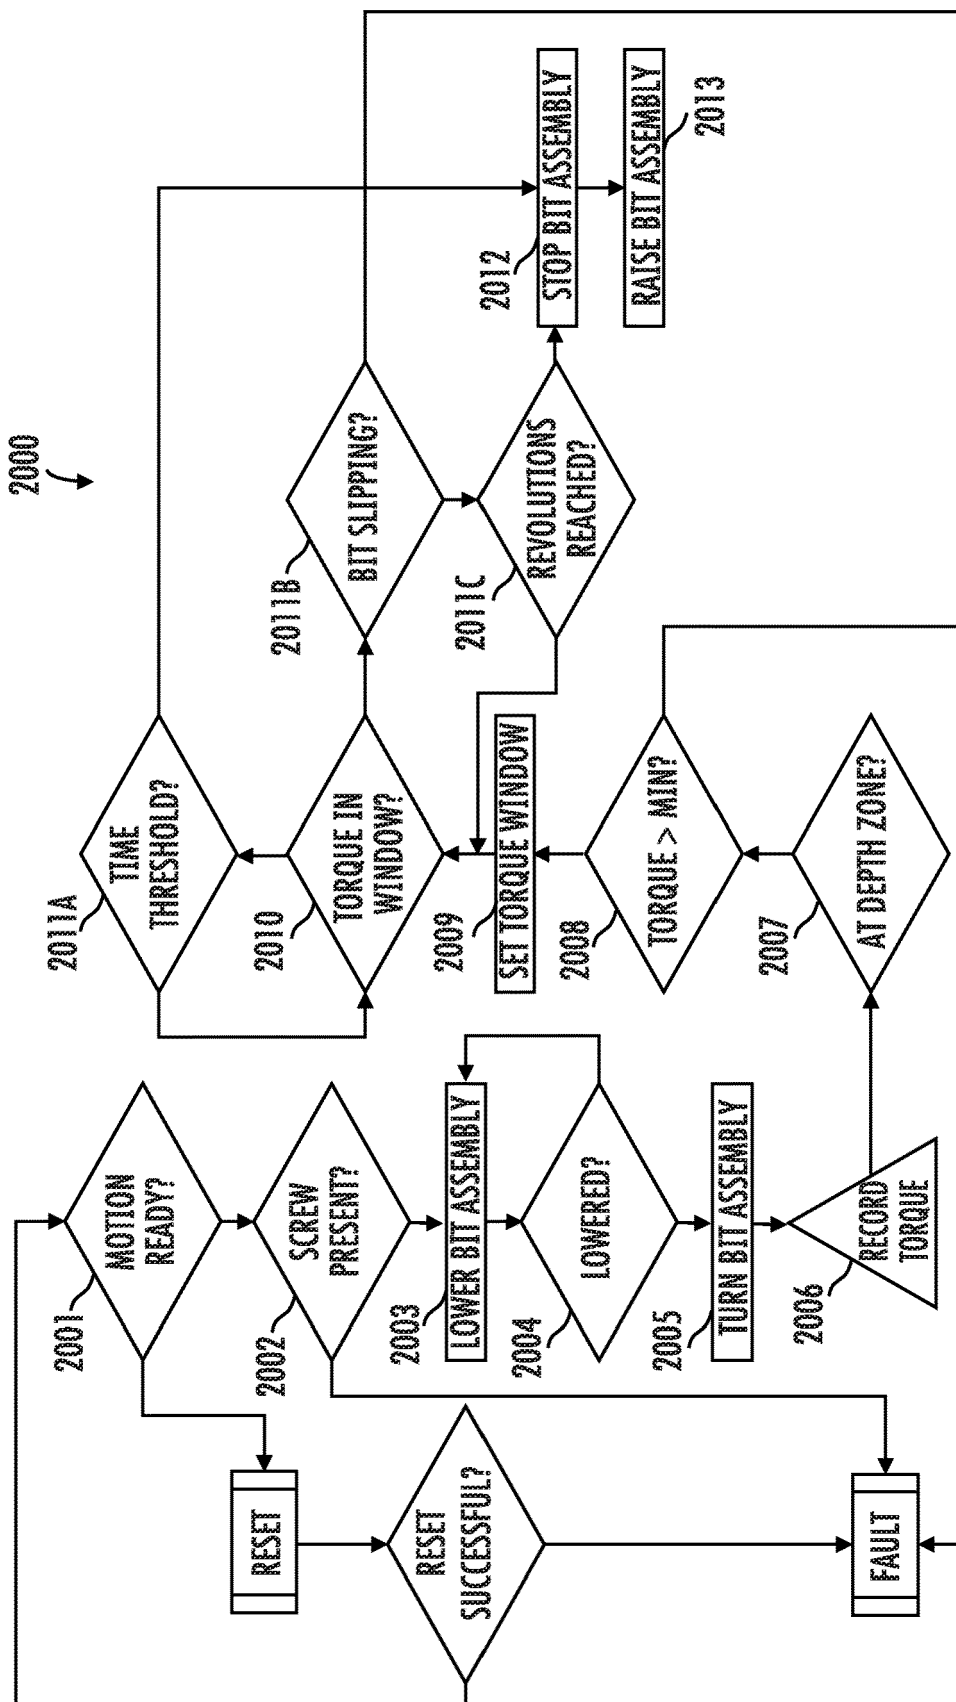 2000
2001
MOTION
READY?
2002
SCREW
PRESENT?
2003
LOWER BIT ASSEMBLY
2004
LOWERED?
2005
TURN BIT ASSEMBLY
2006
RECORD
TORQUE
RESET
RESET
SUCCESSFUL?
FAULT
2007
AT DEPTH ZONE?
2008
TORQUE > MIN?
2009
SET TORQUE WINDOW
2010
TORQUE IN
WINDOW?
2011A
TIME
THRESHOLD?
2011B
BIT SLIPPING?
2011C
REVOLUTIONS
REACHED?
2012
STOP BIT ASSEMBLY
RAISE BIT ASSEMBLY
2013